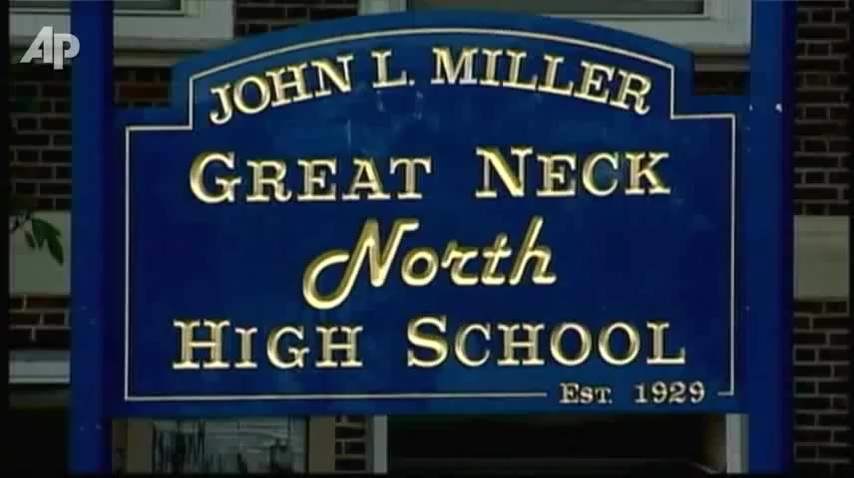 AP
JOHN L. MILLER
GREAT NECK
North
HIGH SCHOOL
EST. 1929